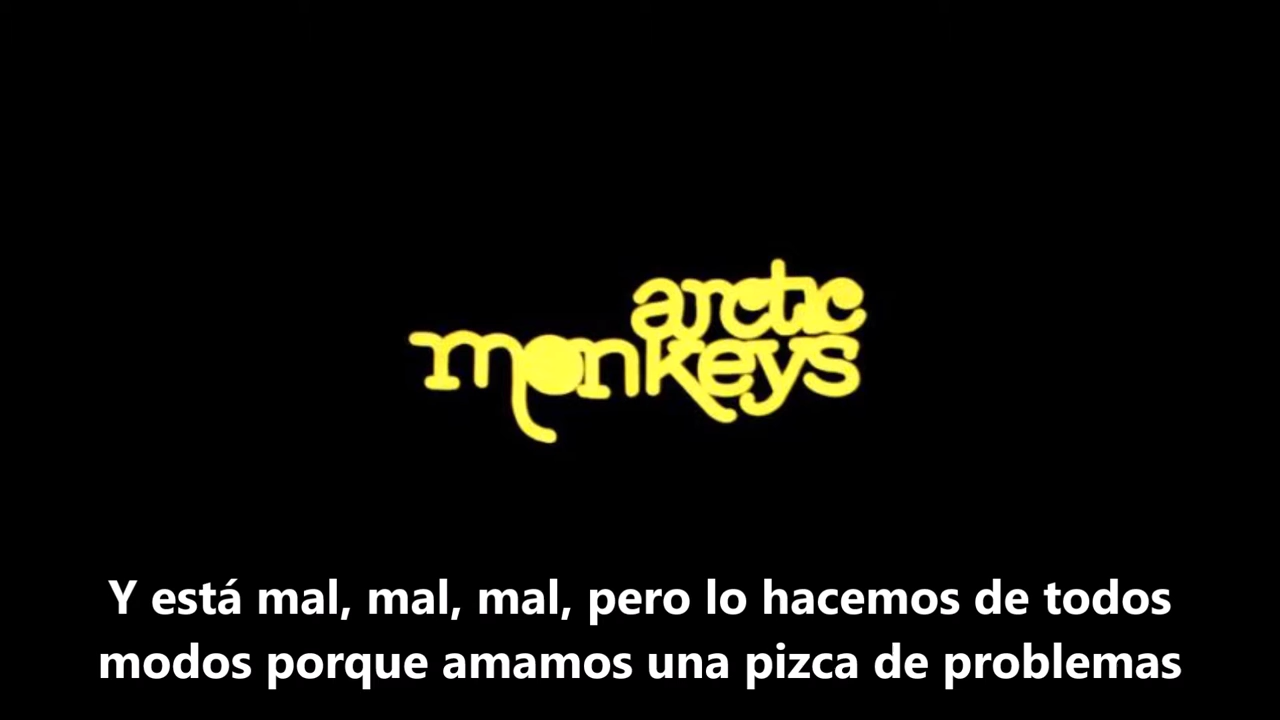 arctic
monkeys
Y está mal, mal, mal, pero lo hacemos de todos
modos porque amamos una pizca de problemas